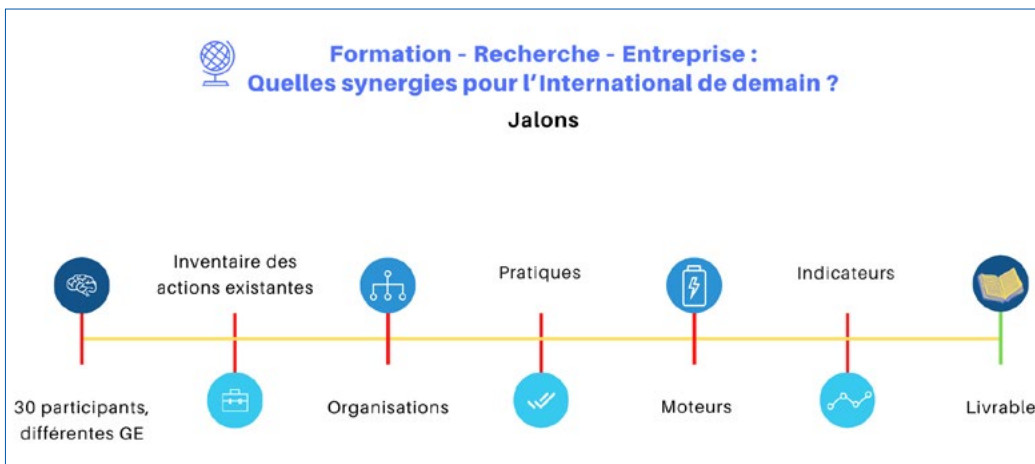 Formation - Recherche - Entreprise :
Quelles synergies pour l'International de demain ?
Jalons
Inventaire des
actions existantes
Pratiques
Indicateurs
30 participants,
différentes GE
Organisations
Moteurs
Livrable